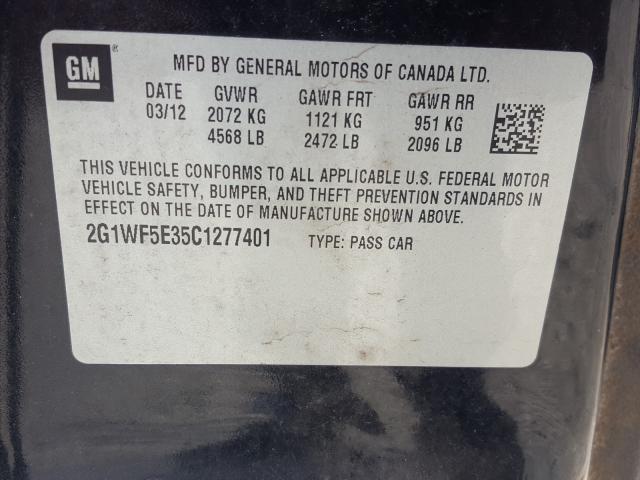 GM ®
MFD BY GENERAL MOTORS OF CANADA LTD.
DATE GVWR GAWR FRT GAWR RR
03/12 2072 KG 1121 KG 951 KG
4568 LB 2472 LB 2096 LB
THIS VEHICLE CONFORMS TO ALL APPLICABLE U.S. FEDERAL MOTOR
VEHICLE SAFETY, BUMPER, AND THEFT PREVENTION STANDARDS IN
EFFECT ON THE DATE OF MANUFACTURE SHOWN ABOVE.
2G1WF5E35C1277401 TYPE: PASS CAR